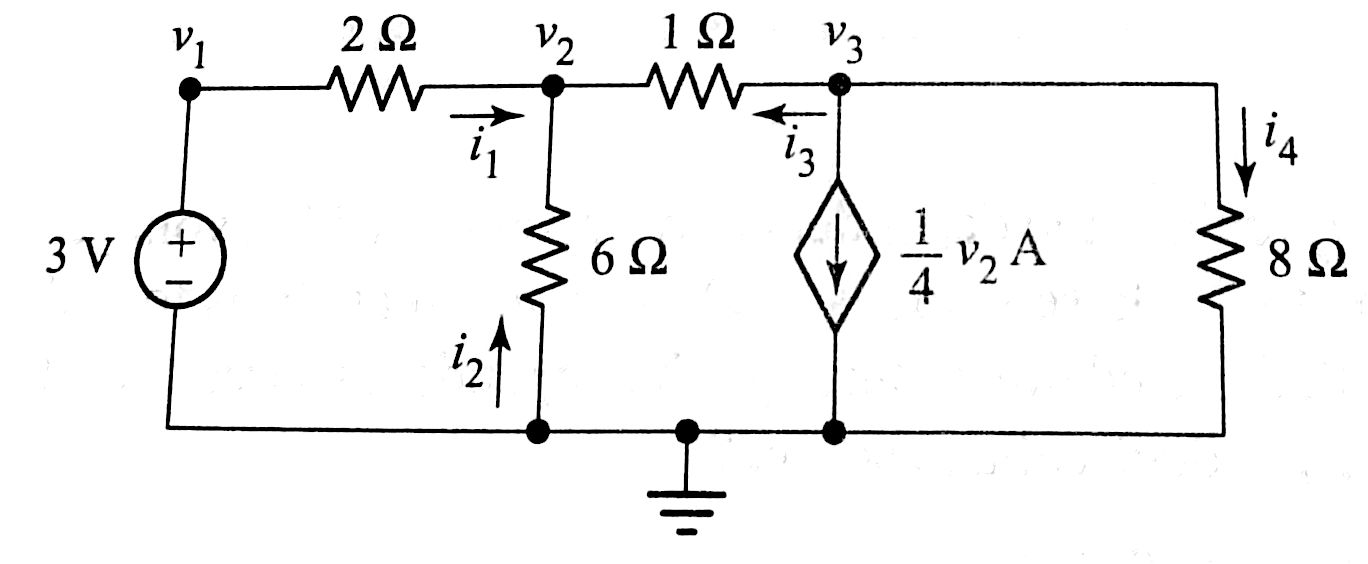 v₁ 2 Ω v₂ 1 Ω v₃
i₁ i₃ i₄
3 V + − 6 Ω 1/4 v₂ A 8 Ω
i₂